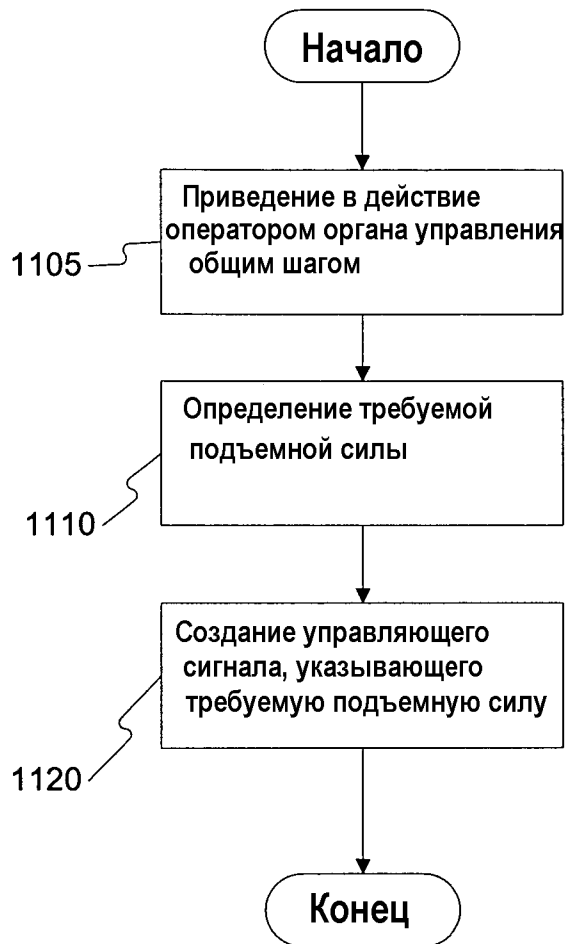 Начало
Приведение в действие
оператором органа управления
общим шагом
1105
Определение требуемой
подъемной силы
1110
Создание управляющего
сигнала, указывающего
требуемую подъемную силу
1120
Конец